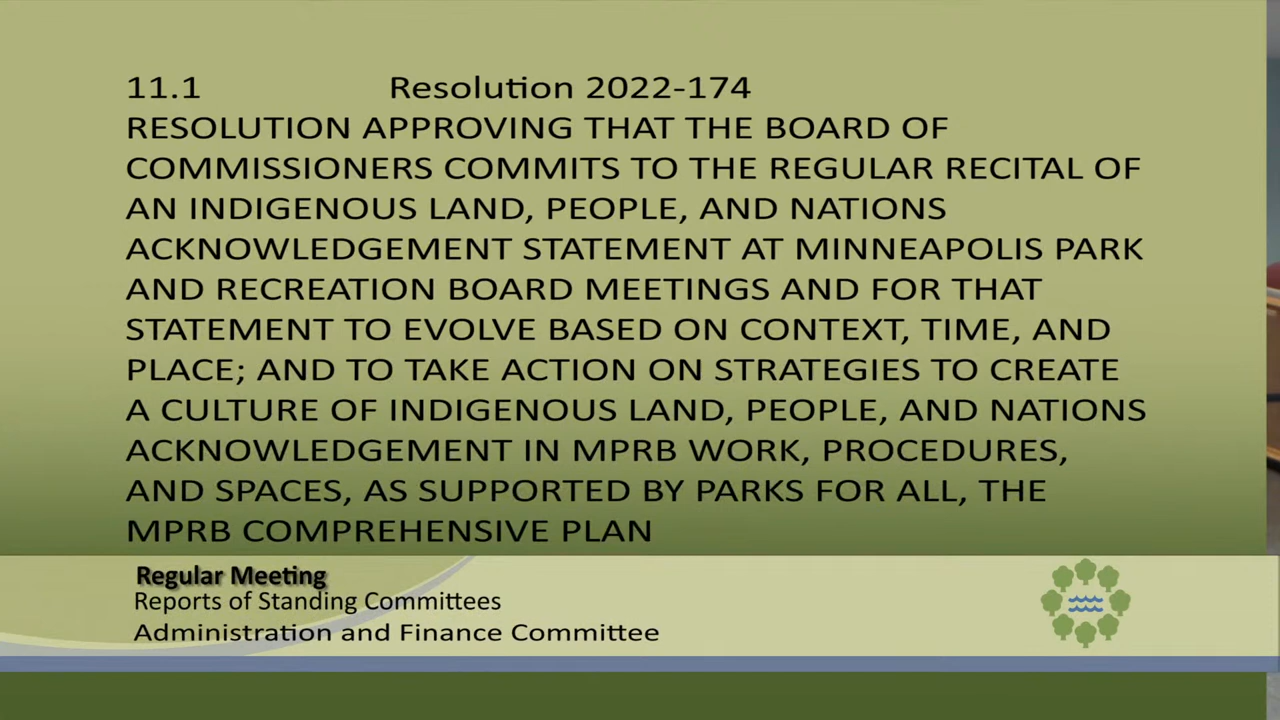 11.1 Resolution 2022-174
RESOLUTION APPROVING THAT THE BOARD OF
COMMISSIONERS COMMITS TO THE REGULAR RECITAL OF
AN INDIGENOUS LAND, PEOPLE, AND NATIONS
ACKNOWLEDGEMENT STATEMENT AT MINNEAPOLIS PARK
AND RECREATION BOARD MEETINGS AND FOR THAT
STATEMENT TO EVOLVE BASED ON CONTEXT, TIME, AND
PLACE; AND TO TAKE ACTION ON STRATEGIES TO CREATE
A CULTURE OF INDIGENOUS LAND, PEOPLE, AND NATIONS
ACKNOWLEDGEMENT IN MPRB WORK, PROCEDURES,
AND SPACES, AS SUPPORTED BY PARKS FOR ALL, THE
MPRB COMPREHENSIVE PLAN
Regular Meeting
Reports of Standing Committees
Administration and Finance Committee